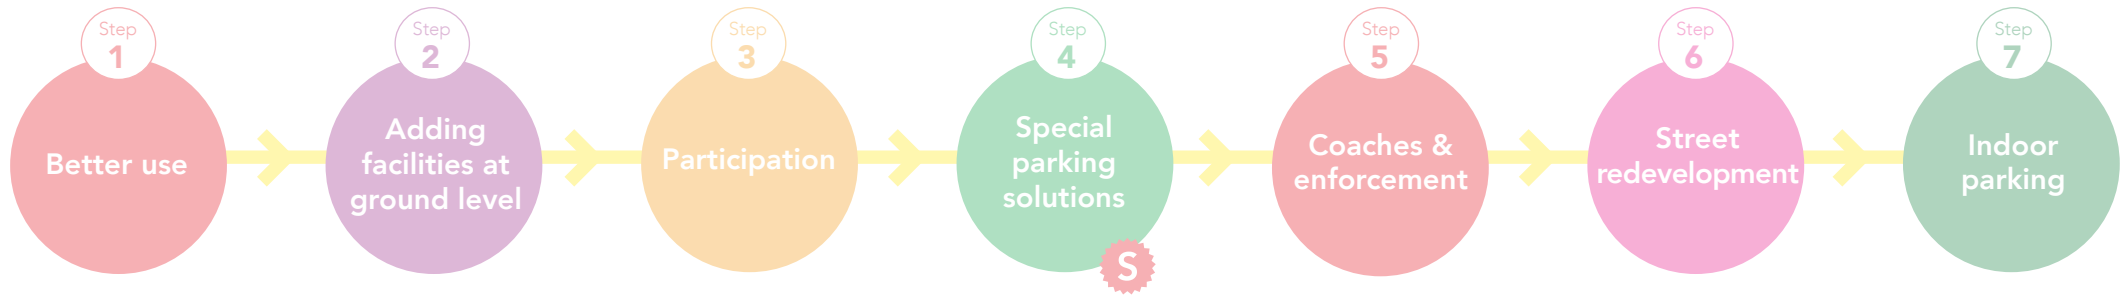 Step
1
Better use
Step
2
Adding
facilities at
ground level
Step
3
Participation
Step
4
Special
parking
solutions
S
Step
5
Coaches &
enforcement
Step
6
Street
redevelopment
Step
7
Indoor
parking